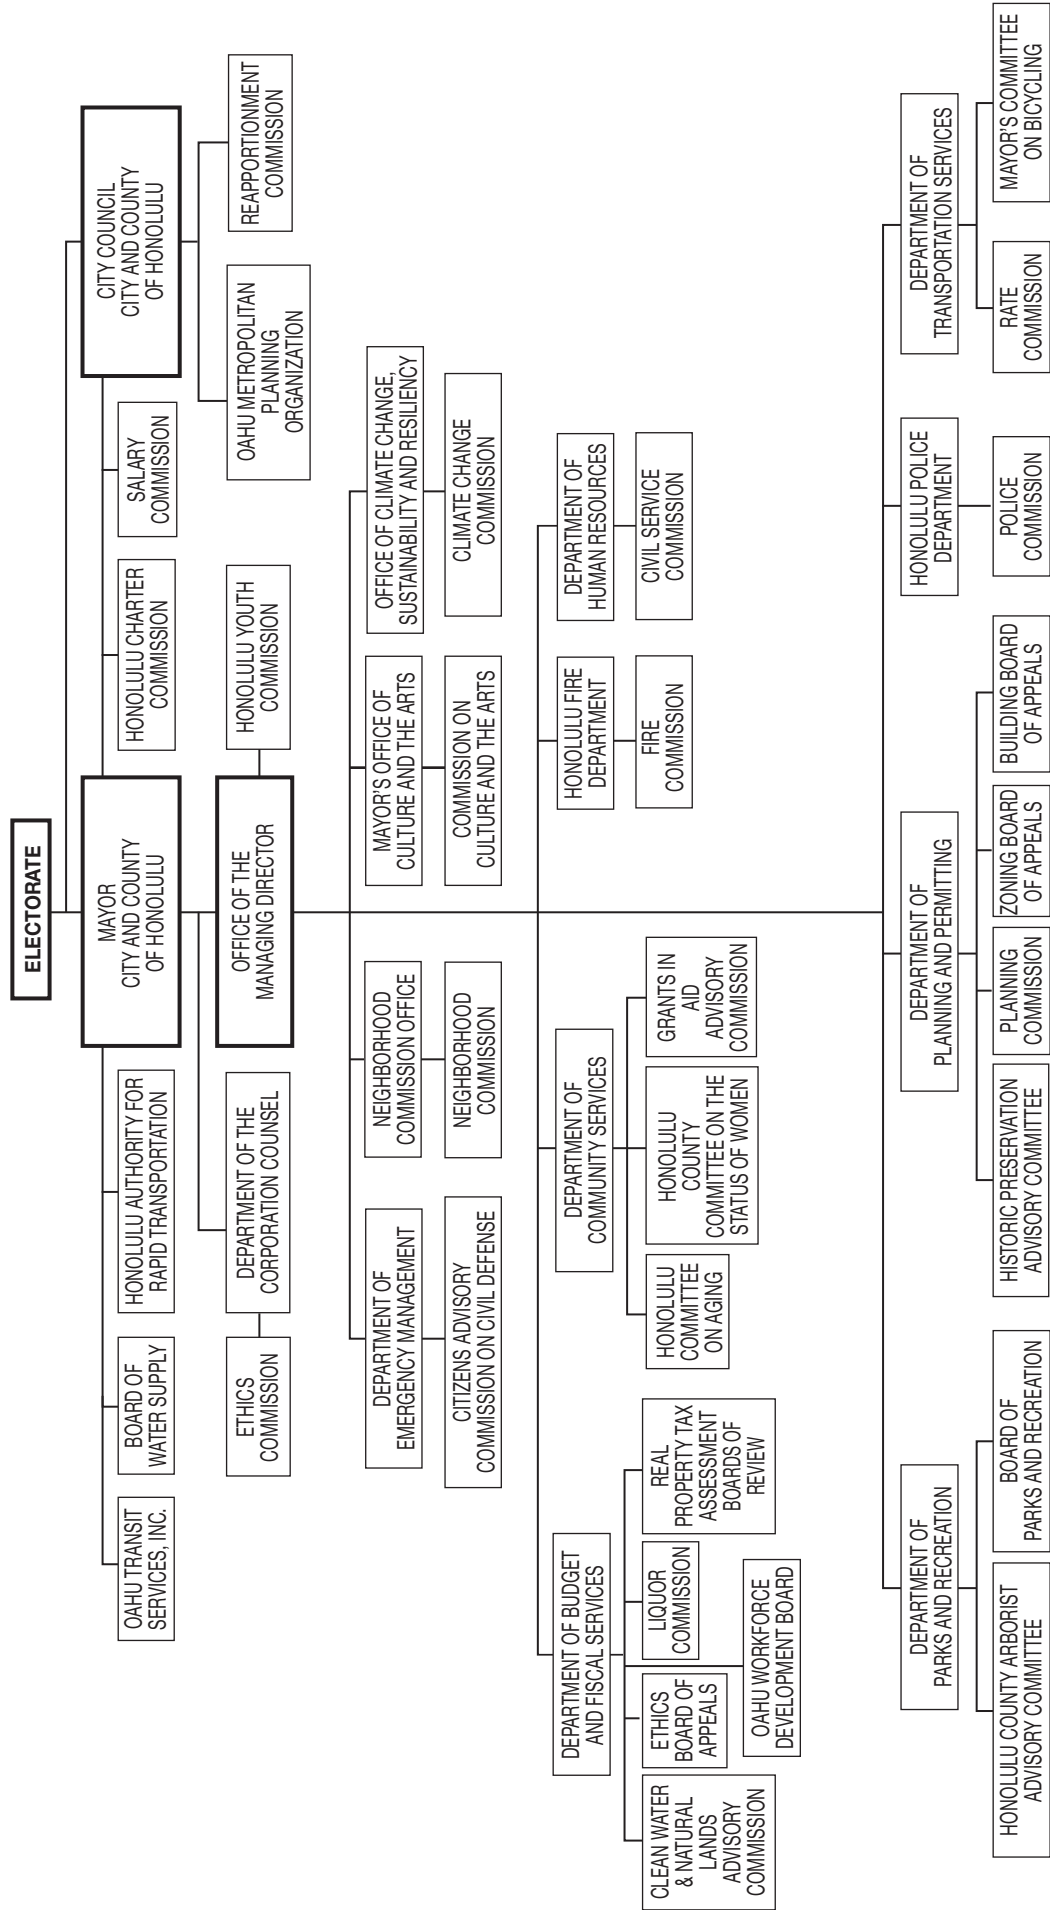 ELECTORATE
MAYOR
CITY AND COUNTY
OF HONOLULU
CITY COUNCIL
CITY AND COUNTY
OF HONOLULU
OAHU TRANSIT
SERVICES, INC.
BOARD OF
WATER SUPPLY
HONOLULU AUTHORITY FOR
RAPID TRANSPORTATION
HONOLULU CHARTER
COMMISSION
SALARY
COMMISSION
ETHICS
COMMISSION
DEPARTMENT OF THE
CORPORATION COUNSEL
OFFICE OF THE
MANAGING DIRECTOR
HONOLULU YOUTH
COMMISSION
OAHU METROPOLITAN
PLANNING
ORGANIZATION
REAPPORTIONMENT
COMMISSION
DEPARTMENT OF
EMERGENCY MANAGEMENT
NEIGHBORHOOD
COMMISSION OFFICE
MAYOR'S OFFICE OF
CULTURE AND THE ARTS
OFFICE OF CLIMATE CHANGE,
SUSTAINABILITY AND RESILIENCY
CITIZENS ADVISORY
COMMISSION ON CIVIL DEFENSE
NEIGHBORHOOD
COMMISSION
COMMISSION ON
CULTURE AND THE ARTS
CLIMATE CHANGE
COMMISSION
DEPARTMENT OF BUDGET
AND FISCAL SERVICES
DEPARTMENT OF
COMMUNITY SERVICES
HONOLULU FIRE
DEPARTMENT
DEPARTMENT OF
HUMAN RESOURCES
CLEAN WATER
& NATURAL
LANDS
ADVISORY
COMMISSION
ETHICS
BOARD OF
APPEALS
LIQUOR
COMMISSION
REAL
PROPERTY TAX
ASSESSMENT
BOARDS OF
REVIEW
OAHU WORKFORCE
DEVELOPMENT BOARD
HONOLULU
COMMITTEE
ON AGING
HONOLULU
COUNTY
COMMITTEE ON THE
STATUS OF WOMEN
GRANTS IN
AID
ADVISORY
COMMISSION
FIRE
COMMISSION
CIVIL SERVICE
COMMISSION
DEPARTMENT OF
PARKS AND RECREATION
DEPARTMENT OF
PLANNING AND PERMITTING
HONOLULU POLICE
DEPARTMENT
DEPARTMENT OF
TRANSPORTATION SERVICES
HONOLULU COUNTY ARBORIST
ADVISORY COMMITTEE
BOARD OF
PARKS AND RECREATION
HISTORIC PRESERVATION
ADVISORY COMMITTEE
PLANNING
COMMISSION
ZONING BOARD
OF APPEALS
BUILDING BOARD
OF APPEALS
POLICE
COMMISSION
RATE
COMMISSION
MAYOR'S COMMITTEE
ON BICYCLING